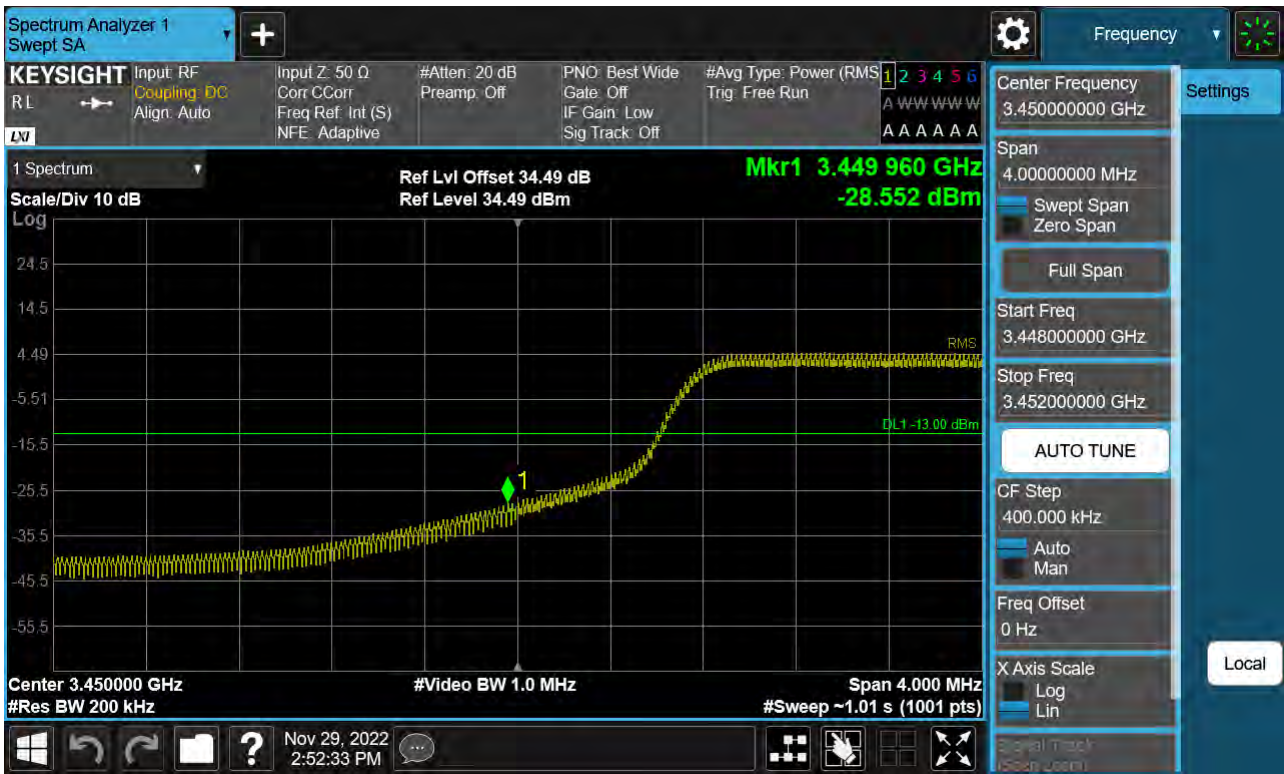 Spectrum Analyzer 1
Swept SA
+
Frequency
KEYSIGHT
RL
LXI
Input: RF
Coupling: DC
Align: Auto
Input Z: 50 Ω
Corr CCorr
Freq Ref: Int (S)
NFE: Adaptive
#Atten: 20 dB
Preamp: Off
PNO: Best Wide
Gate: Off
IF Gain: Low
Sig Track: Off
#Avg Type: Power (RMS
Trig: Free Run
1 2 3 4 5 6
A W W W W W
A A A A A A
1 Spectrum
Scale/Div 10 dB
Log
Ref Lvl Offset 34.49 dB
Ref Level 34.49 dBm
Mkr1 3.449 960 GHz
-28.552 dBm
24.5
14.5
4.49
-5.51
-15.5
-25.5
-35.5
-45.5
-55.5
RMS
DL1 -13.00 dBm
1
Center 3.450000 GHz
#Res BW 200 kHz
#Video BW 1.0 MHz
Span 4.000 MHz
#Sweep ~1.01 s (1001 pts)
Center Frequency
3.450000000 GHz
Span
4.00000000 MHz
Swept Span
Zero Span
Full Span
Start Freq
3.448000000 GHz
Stop Freq
3.452000000 GHz
AUTO TUNE
CF Step
400.000 kHz
Auto
Man
Freq Offset
0 Hz
X Axis Scale
Log
Lin
Signal Track
(Span Zoom)
Settings
Local
?
Nov 29, 2022
2:52:33 PM